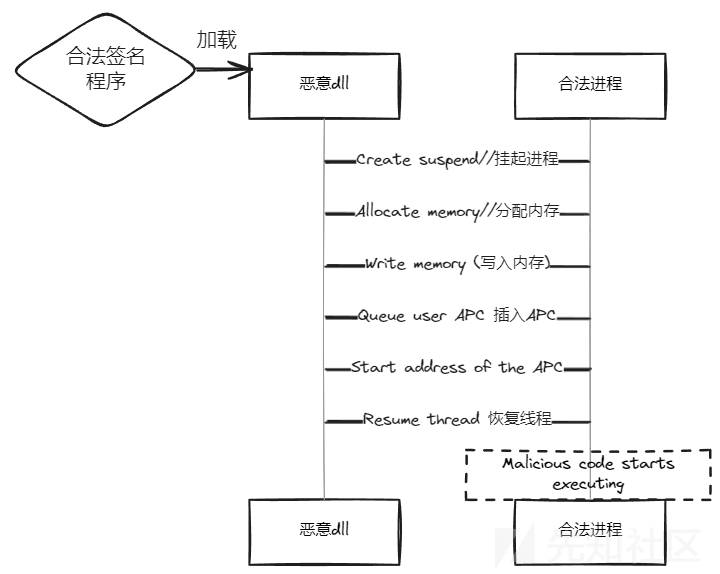 合法签名
程序
加载
恶意dll
合法进程
Create suspend//挂起进程
Allocate memory//分配内存
Write memory (写入内存)
Queue user APC 插入APC
Start address of the APC
Resume thread 恢复线程
Malicious code starts
executing
恶意dll
合法进程
先知社区